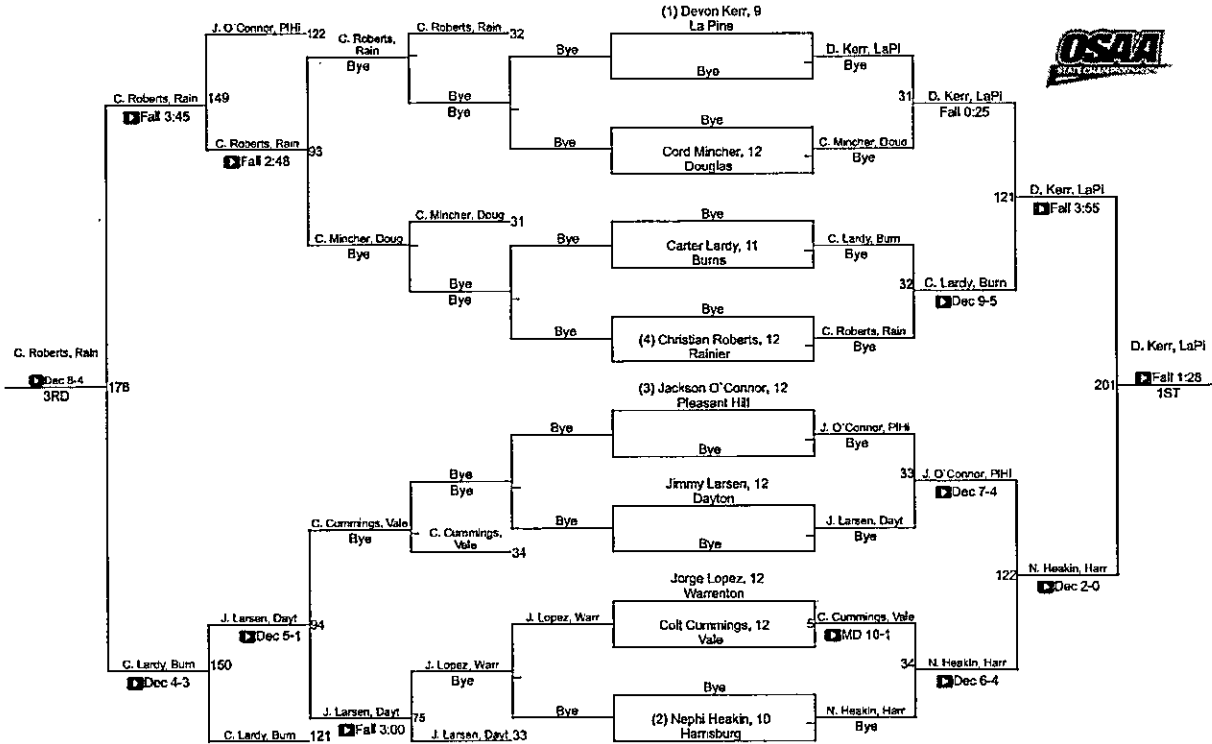 (1) Devon Kerr, 9
La Pine
Bye
Bye
Cord Mincher, 12
Douglas
Bye
Carter Lardy, 11
Burns
Bye
(4) Christian Roberts, 12
Rainier
(3) Jackson O`Connor, 12
Pleasant Hill
Bye
Jimmy Larsen, 12
Dayton
Bye
Jorge Lopez, 12
Warrenton
Colt Cummings, 12
Vale
Bye
(2) Nephi Heakin, 10
Harrisburg
D. Kerr, LaPi
Bye
C. Mincher, Doug
Bye
C. Lardy, Burn
Bye
C. Roberts, Rain
Bye
J. O`Connor, PlHi
Bye
J. Larsen, Dayt
Bye
5
C. Cummings, Vale
MD 10-1
N. Heakin, Harr
Bye
31
D. Kerr, LaPi
Fall 0:25
32
C. Lardy, Burn
Dec 9-5
33
J. O`Connor, PlHi
Dec 7-4
34
N. Heakin, Harr
Dec 6-4
121
D. Kerr, LaPi
Fall 3:55
122
N. Heakin, Harr
Dec 2-0
201
D. Kerr, LaPi
Fall 1:28
1ST
OSAA
STATE CHAMPIONSHIPS
Bye
Bye
Bye
Bye
Bye
Bye
J. Lopez, Warr
Bye
C. Roberts, Rain
32
Bye
Bye
C. Mincher, Doug
31
Bye
Bye
Bye
Bye
C. Cummings,
Vale
34
J. Lopez, Warr
Bye
J. Larsen, Dayt
33
C. Roberts,
Rain
Bye
C. Mincher, Doug
Bye
C. Cummings, Vale
Bye
J. Larsen, Dayt
Fall 3:00
75
J. O`Connor, PlHi
122
C. Roberts, Rain
Fall 2:48
93
J. Larsen, Dayt
Dec 5-1
94
C. Lardy, Burn
121
C. Roberts, Rain
Fall 3:45
149
C. Lardy, Burn
Dec 4-3
150
C. Roberts, Rain
Dec 8-4
3RD
178